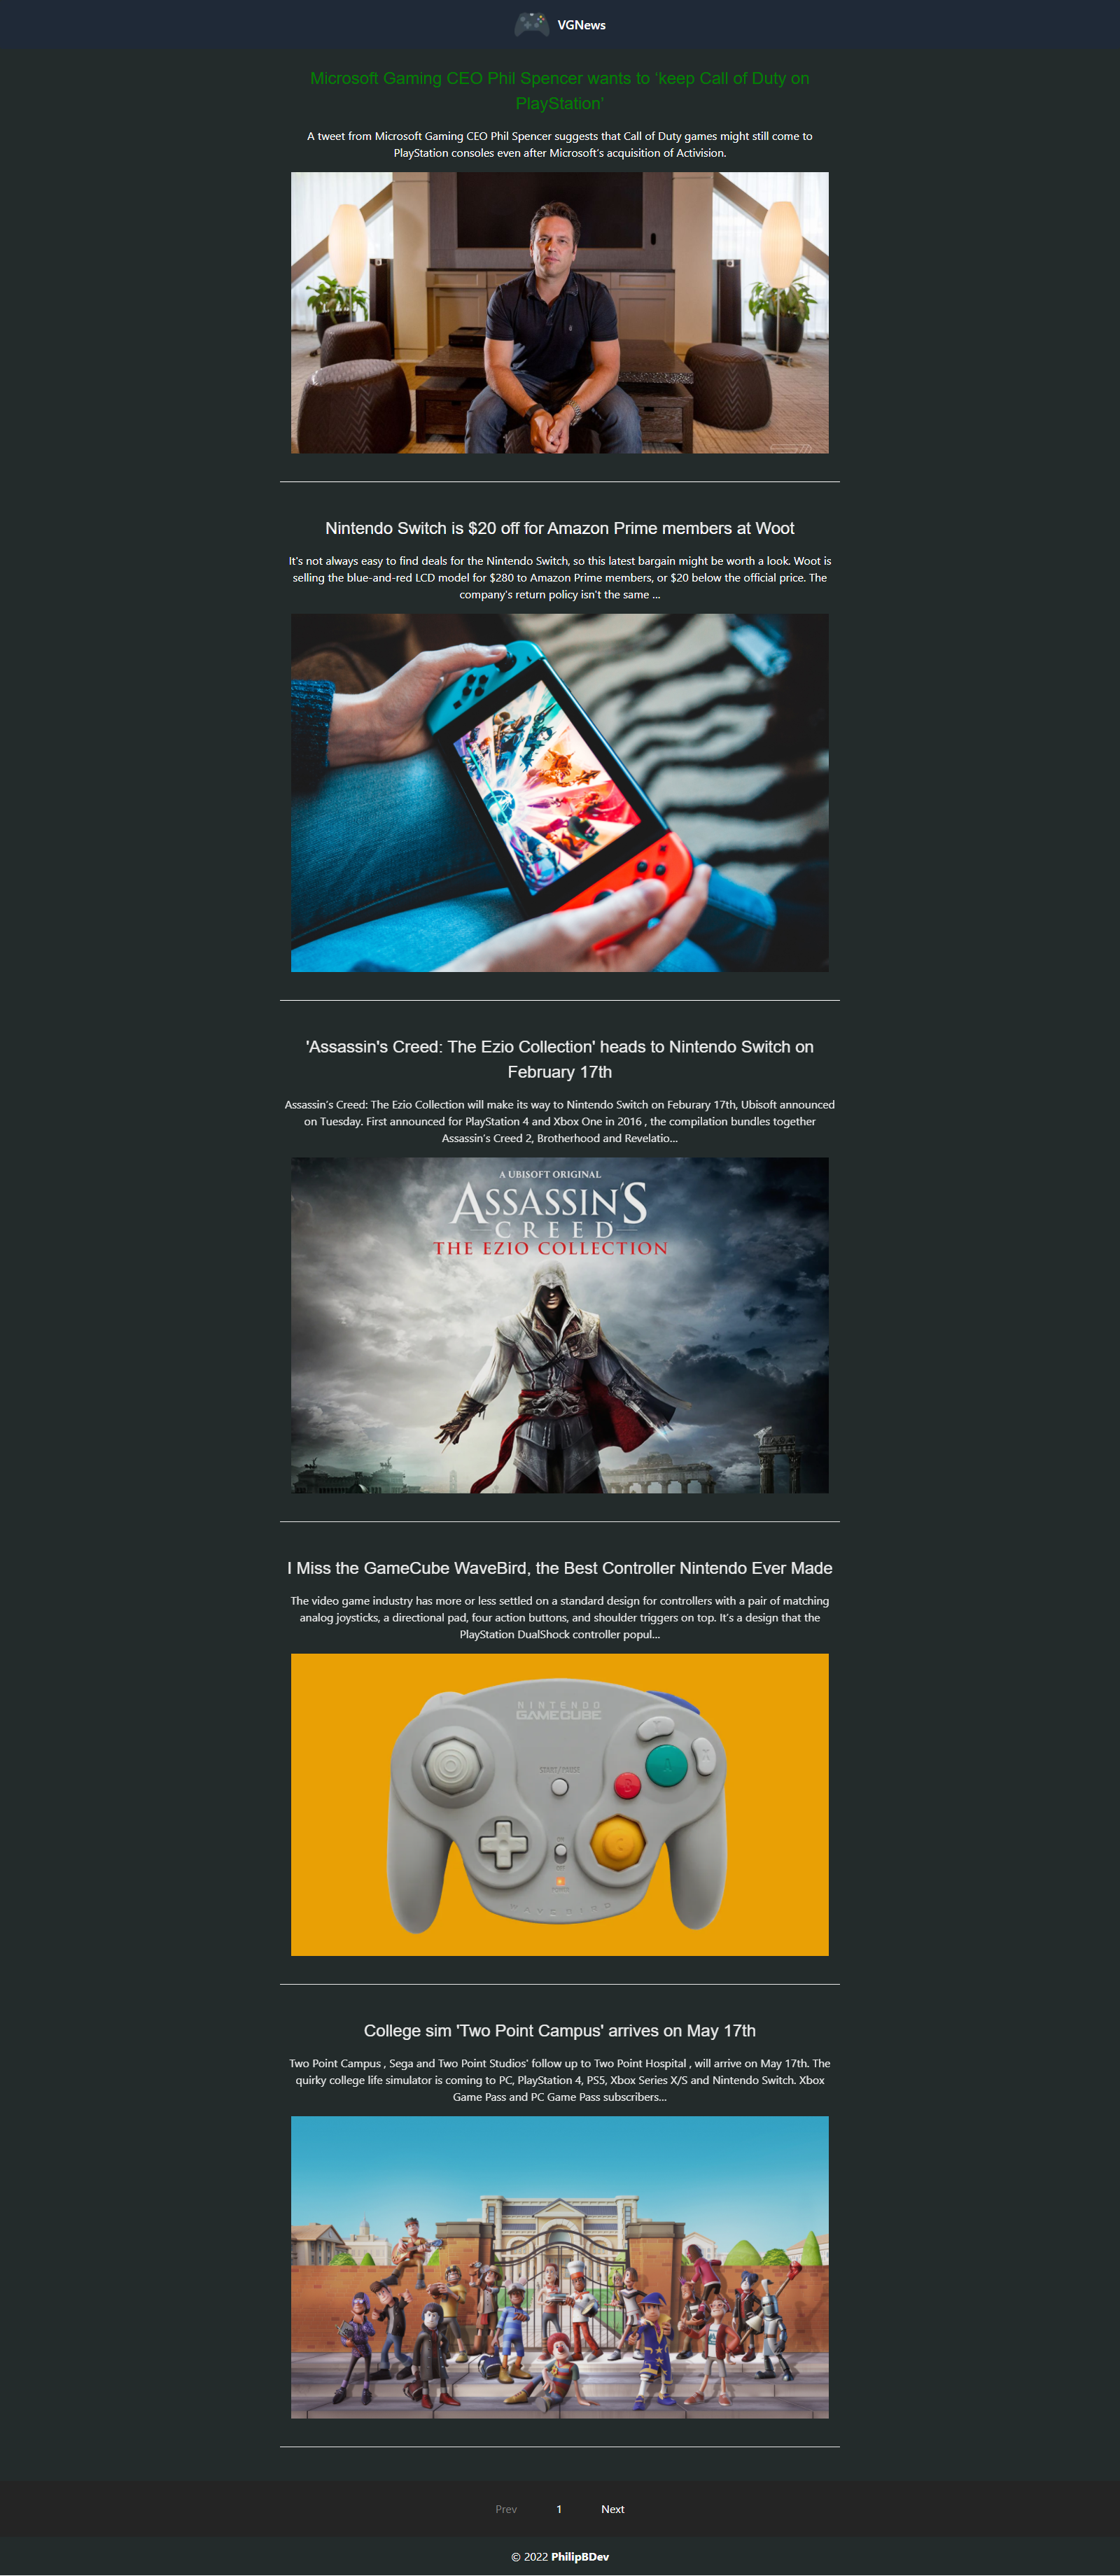 VGNews
Microsoft Gaming CEO Phil Spencer wants to 'keep Call of Duty on
PlayStation'
A tweet from Microsoft Gaming CEO Phil Spencer suggests that Call of Duty games might still come to
PlayStation consoles even after Microsoft's acquisition of Activision.
Nintendo Switch is $20 off for Amazon Prime members at Woot
It's not always easy to find deals for the Nintendo Switch, so this latest bargain might be worth a look. Woot is
selling the blue-and-red LCD model for $280 to Amazon Prime members, or $20 below the official price. The
company's return policy isn't the same ...
'Assassin's Creed: The Ezio Collection' heads to Nintendo Switch on
February 17th
Assassin's Creed: The Ezio Collection will make its way to Nintendo Switch on Feburary 17th, Ubisoft announced
on Tuesday. First announced for PlayStation 4 and Xbox One in 2016 , the compilation bundles together
Assassin's Creed 2, Brotherhood and Revelatio...
A UBISOFT ORIGINAL
ASSASSIN'S
CREED
THE EZIO COLLECTION
I Miss the GameCube WaveBird, the Best Controller Nintendo Ever Made
The video game industry has more or less settled on a standard design for controllers with a pair of matching
analog joysticks, a directional pad, four action buttons, and shoulder triggers on top. It's a design that the
PlayStation DualShock controller popul...
NINTENDO
GAMECUBE
START/PAUSE
A
B
C
WAVEBIRD
College sim 'Two Point Campus' arrives on May 17th
Two Point Campus , Sega and Two Point Studios' follow up to Two Point Hospital , will arrive on May 17th. The
quirky college life simulator is coming to PC, PlayStation 4, PS5, Xbox Series X/S and Nintendo Switch. Xbox
Game Pass and PC Game Pass subscribers...
Prev 1 Next
© 2022 PhilipBDev